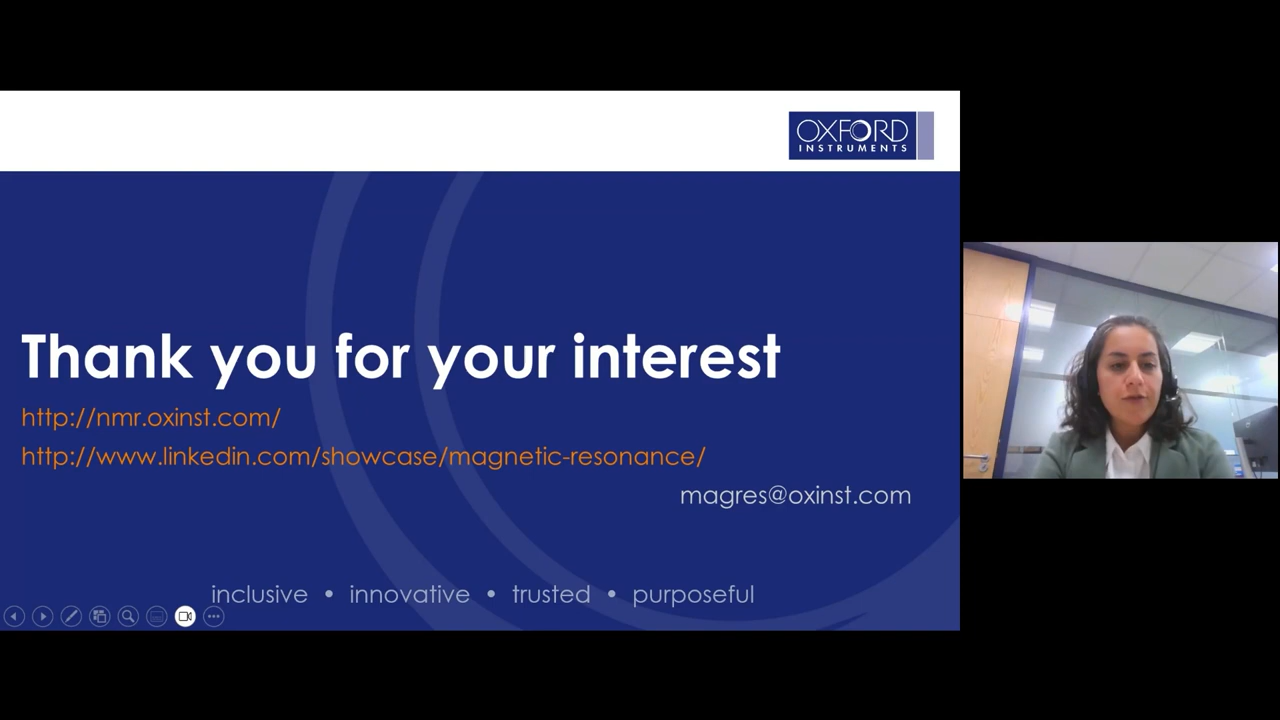 OXFORD
INSTRUMENTS
Thank you for your interest
http://nmr.oxinst.com/
http://www.linkedin.com/showcase/magnetic-resonance/
magres@oxinst.com
inclusive • innovative • trusted • purposeful